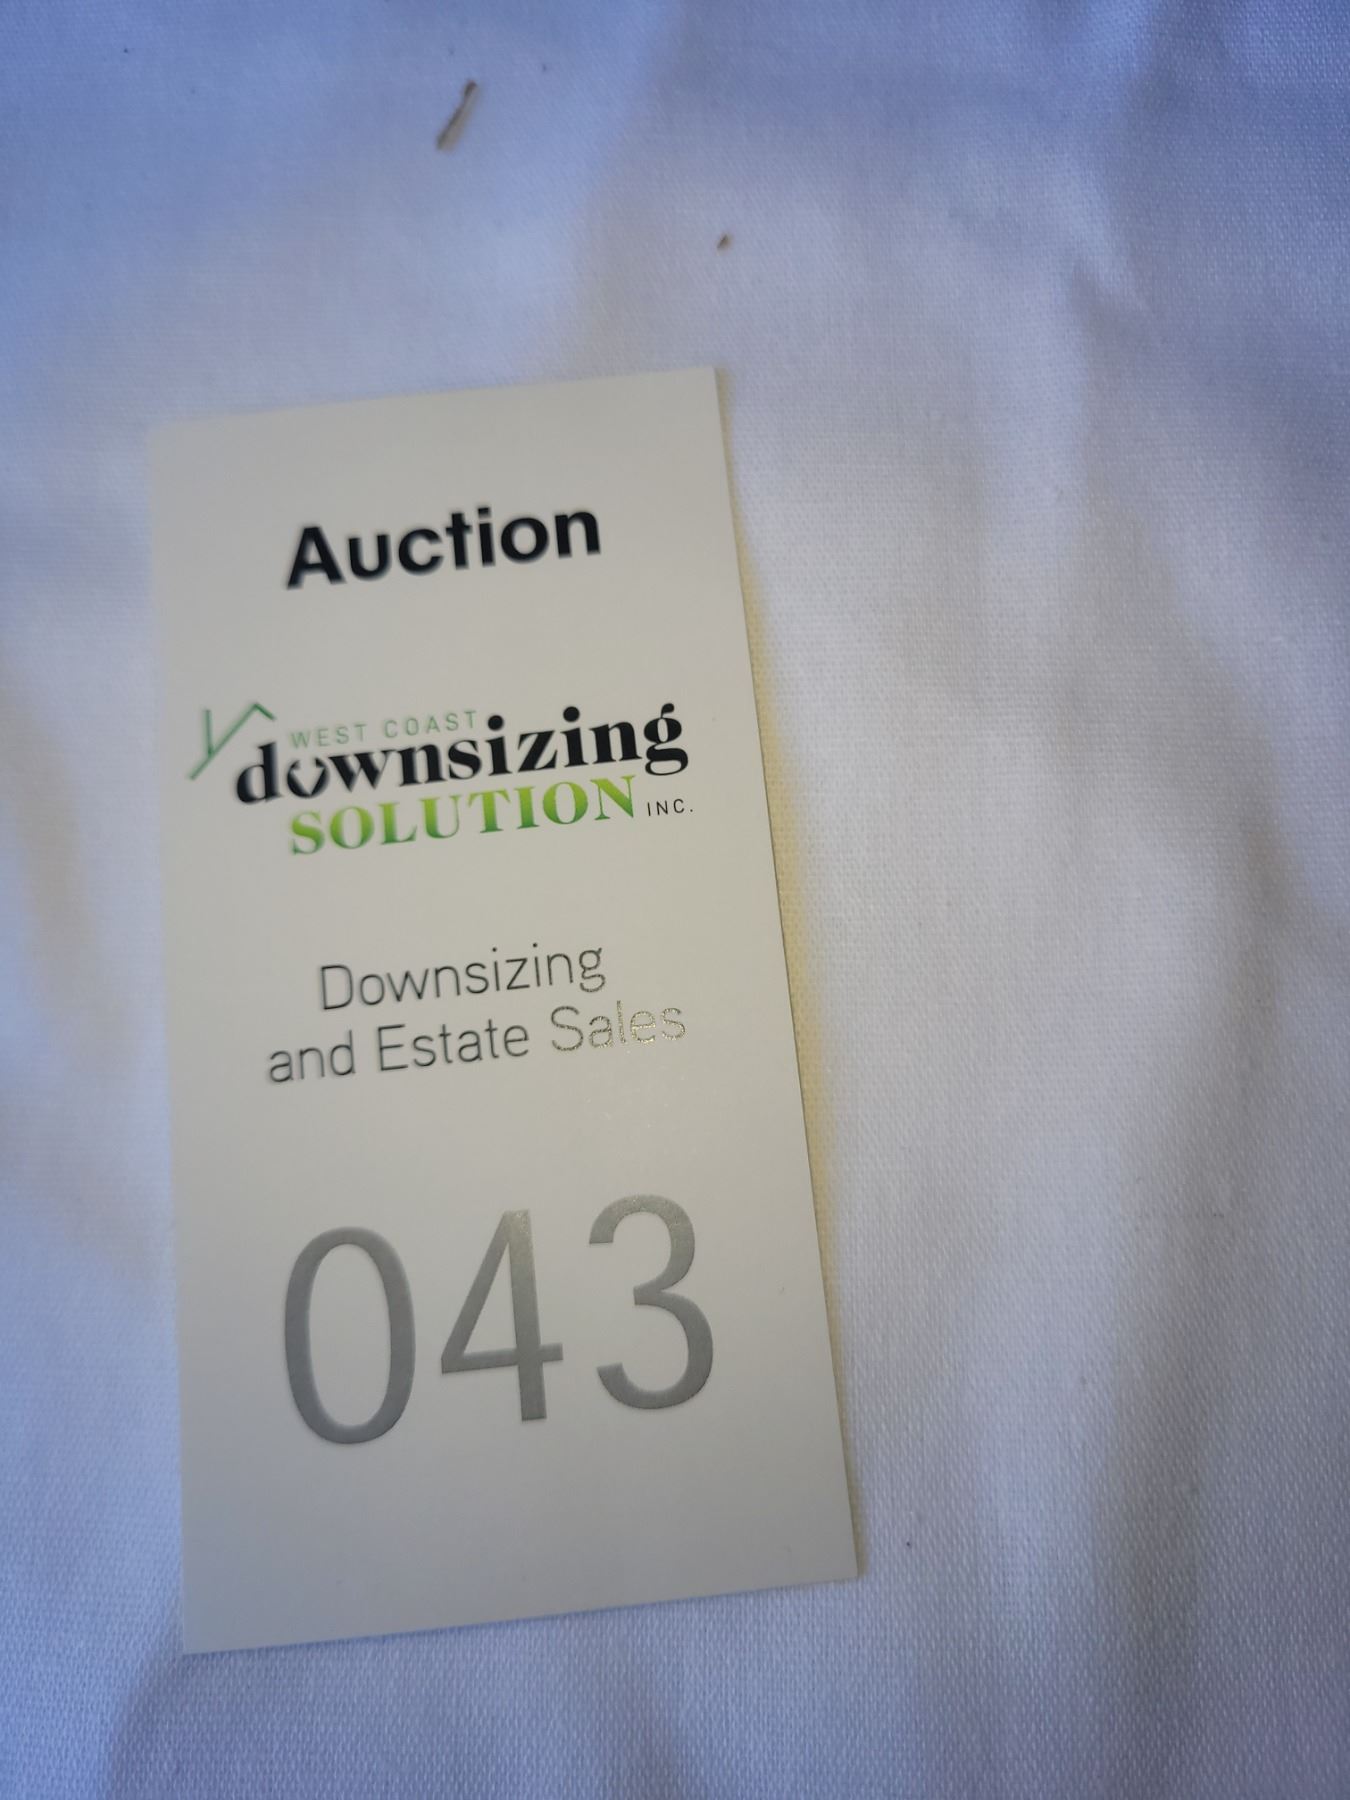 Auction
WEST COAST
downsizing
SOLUTION INC.
Downsizing
and Estate Sales
043